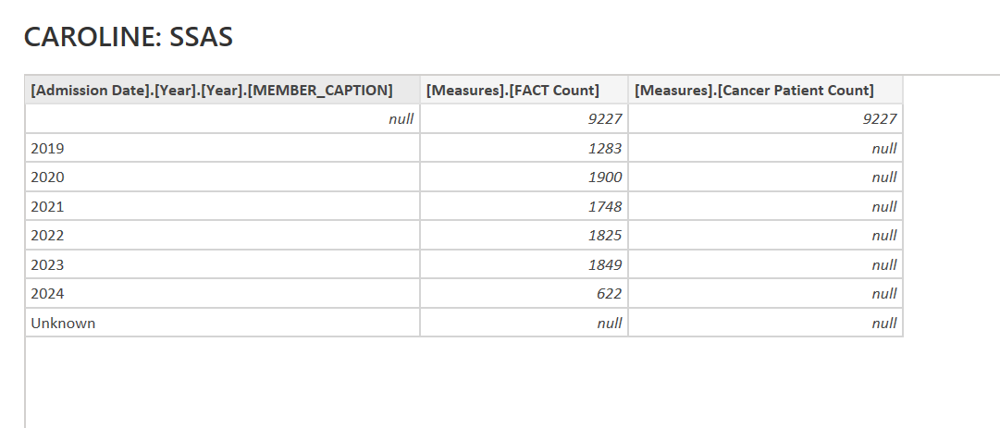 CAROLINE: SSAS
[Admission Date].[Year].[Year].[MEMBER_CAPTION] [Measures].[FACT Count] [Measures].[Cancer Patient Count]
null 9227 9227
2019 1283 null
2020 1900 null
2021 1748 null
2022 1825 null
2023 1849 null
2024 622 null
Unknown null null